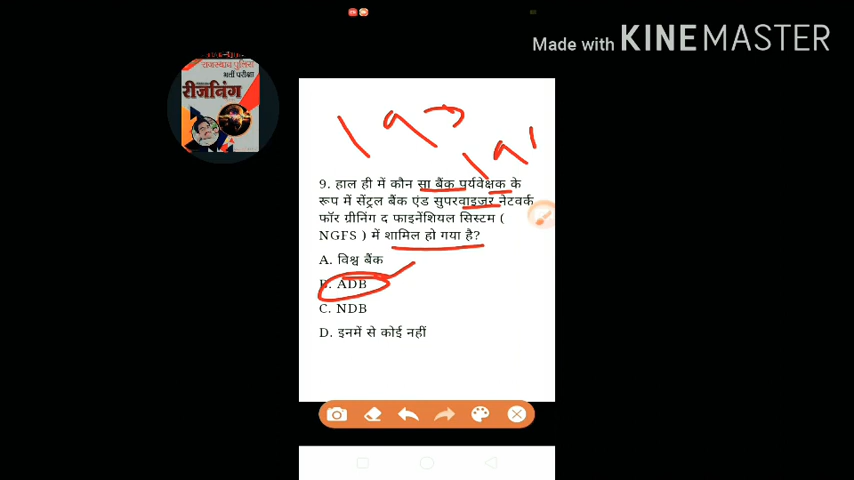 Made with KINEMASTER
राजस्थान पुलिस
भर्ती परीक्षा
रीजनिंग
9. हाल ही में कौन सा बैंक पर्यवेक्षक के
रूप में सेंट्रल बैंक एंड सुपरवाइजर नेटवर्क
फॉर ग्रीनिंग द फाइनेंशियल सिस्टम (
NGFS ) में शामिल हो गया है?
A. विश्व बैंक
B. ADB
C. NDB
D. इनमें से कोई नहीं